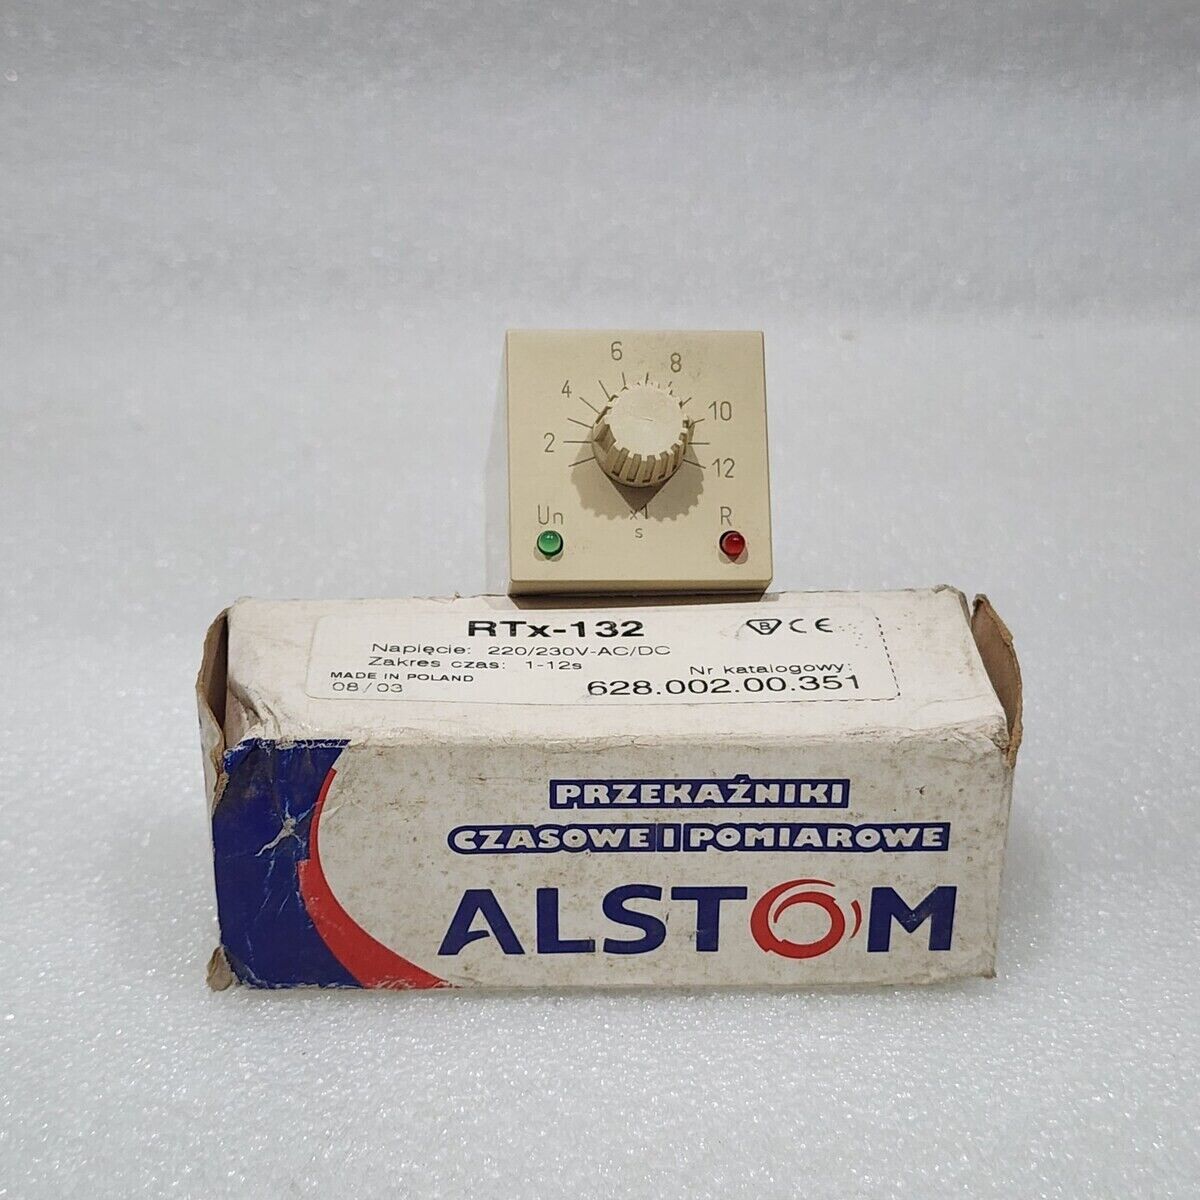 6 8
4 10
2 12
Un x1 R
s
RTx-132 B CE
Napięcie: 220/230V-AC/DC
Zakres czas: 1-12s
MADE IN POLAND
08/03
Nr katalogowy:
628.002.00.351
PRZEKAŹNIKI
CZASOWE I POMIAROWE
ALSTOM